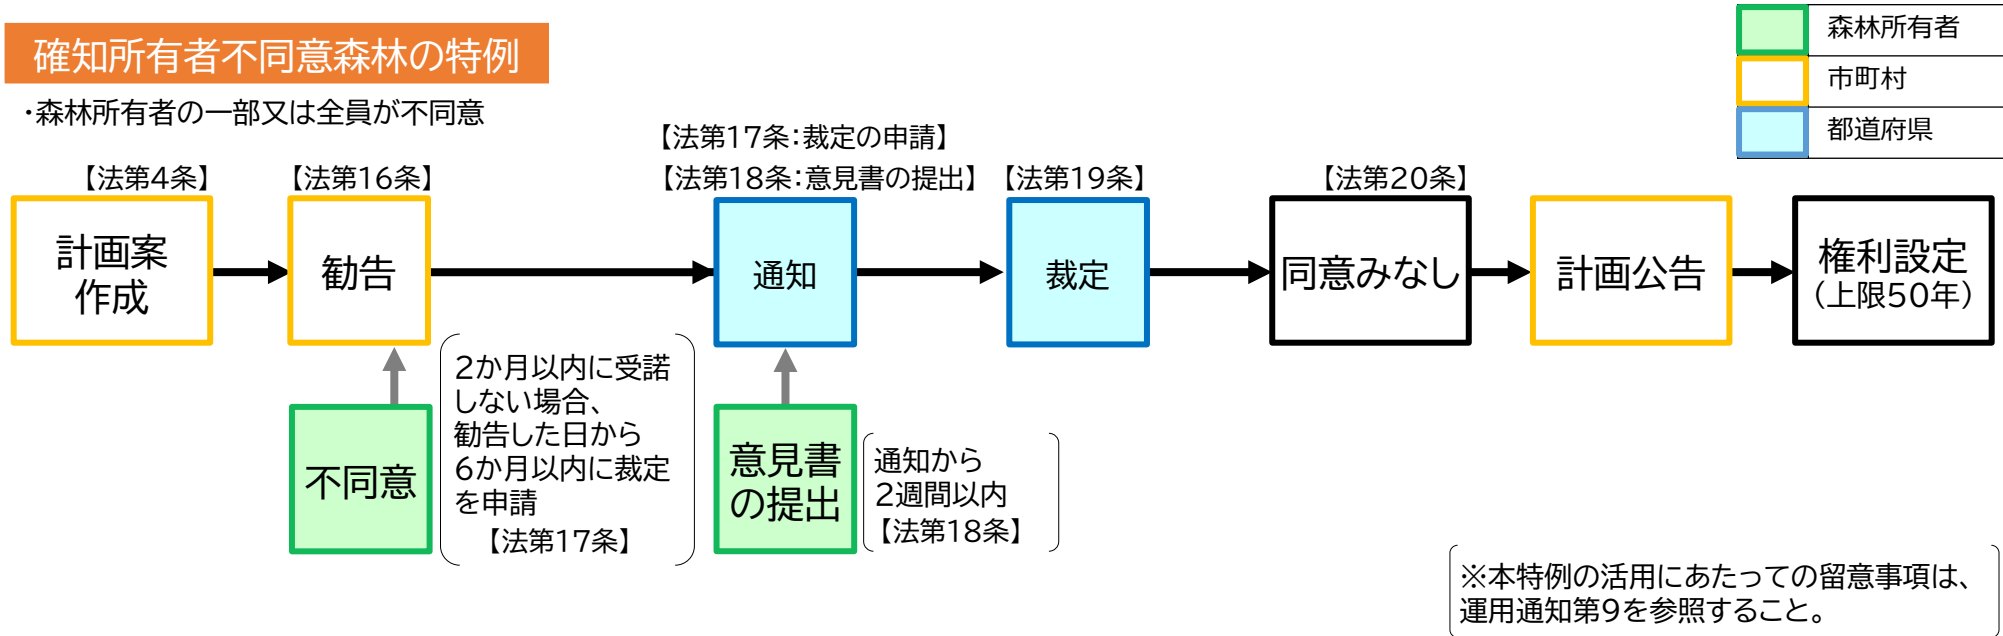 確知所有者不同意森林の特例
・森林所有者の一部又は全員が不同意
森林所有者
市町村
都道府県
【法第4条】
【法第16条】
【法第17条：裁定の申請】
【法第18条：意見書の提出】
【法第19条】
【法第20条】
計画案
作成
勧告
通知
裁定
同意みなし
計画公告
権利設定
（上限50年）
不同意
2か月以内に受諾
しない場合、
勧告した日から
6か月以内に裁定
を申請
【法第17条】
意見書
の提出
通知から
2週間以内
【法第18条】
※本特例の活用にあたっての留意事項は、
運用通知第9を参照すること。